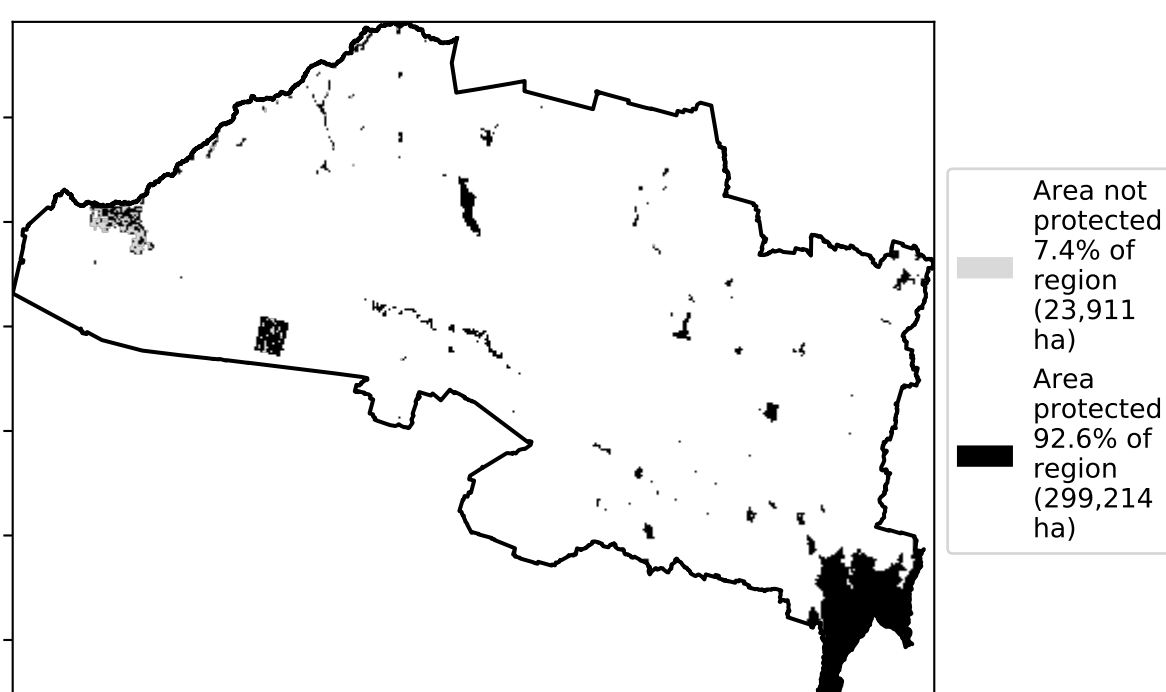 Area not
protected
7.4% of
region
(23,911
ha)
Area
protected
92.6% of
region
(299,214
ha)